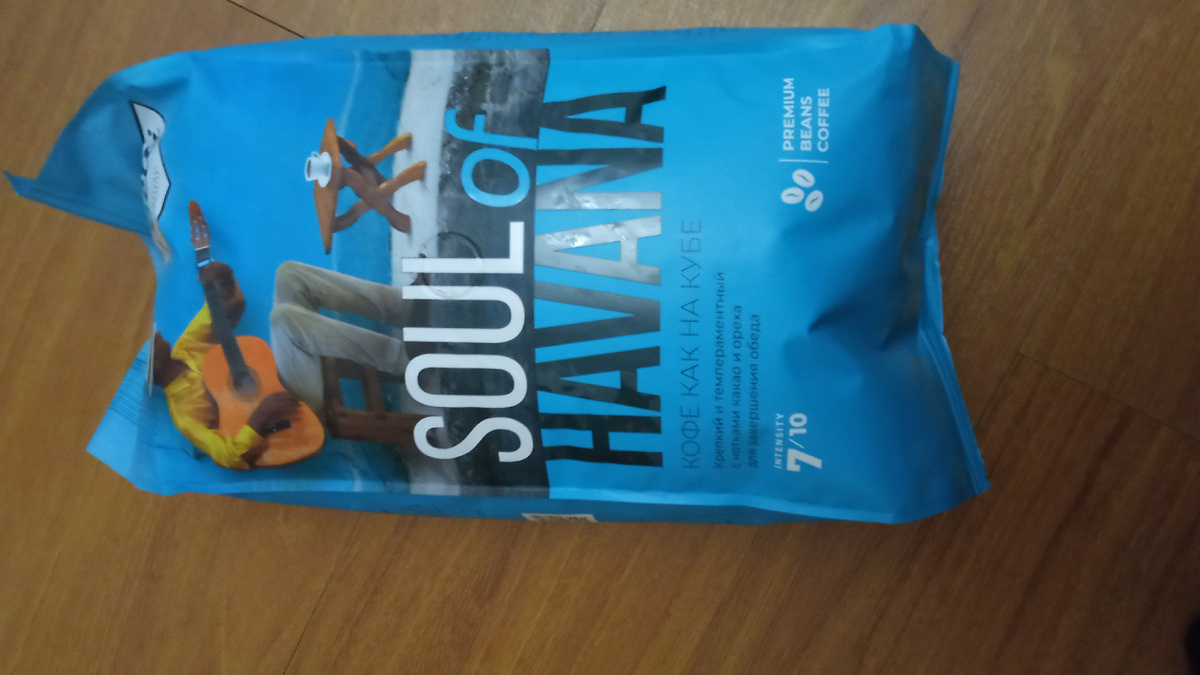 SOUL OF
HAVANA
КОФЕ КАК НА КУБЕ
Крепкий и темпераментный
с нотками какао и ореха
для завершения обеда
INTENSITY
7/10
PREMIUM
BEANS
COFFEE